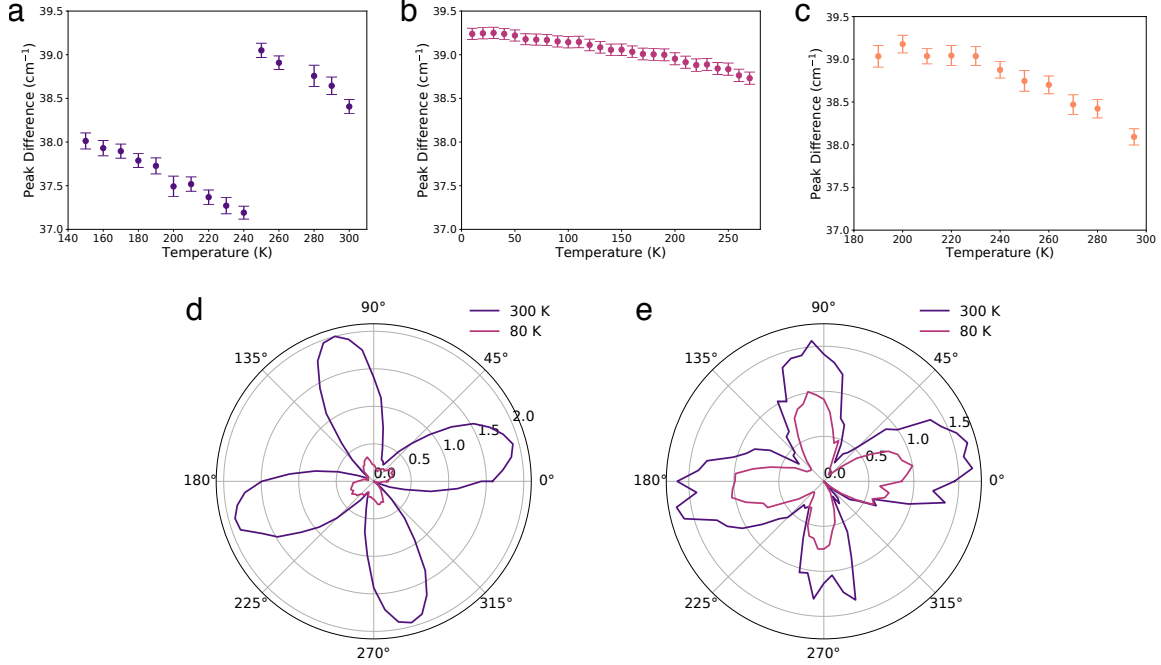 a
Peak Difference (cm⁻¹)
39.5
39.0
38.5
38.0
37.5
37.0
140 160 180 200 220 240 260 280 300
Temperature (K)
b
Peak Difference (cm⁻¹)
39.5
39.0
38.5
38.0
37.5
37.0
0 50 100 150 200 250
Temperature (K)
c
Peak Difference (cm⁻¹)
39.5
39.0
38.5
38.0
37.5
37.0
180 200 220 240 260 280 300
Temperature (K)
d
300 K
80 K
90°
135° 45°
180° 0°
225° 315°
270°
0.0 0.5 1.0 1.5 2.0
e
300 K
80 K
90°
135° 45°
180° 0°
225° 315°
270°
0.0 0.5 1.0 1.5